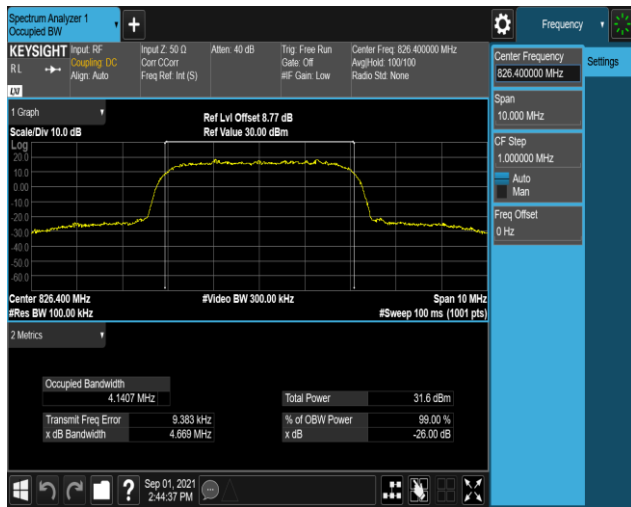 Spectrum Analyzer 1
Occupied BW
Frequency
KEYSIGHT
RL
Input: RF
Coupling: DC
Align: Auto
Input Z: 50 Ω
Corr CCorr
Freq Ref: Int (S)
Atten: 40 dB
Trig: Free Run
Gate: Off
#IF Gain: Low
Center Freq: 826.400000 MHz
Avg|Hold: 100/100
Radio Std: None
Center Frequency
826.400000 MHz
Settings
Span
10.000 MHz
CF Step
1.000000 MHz
Auto
Man
Freq Offset
0 Hz
1 Graph
Scale/Div 10.0 dB
Ref Lvl Offset 8.77 dB
Ref Value 30.00 dBm
Log
20.0
10.0
0.00
-10.0
-20.0
-30.0
-40.0
-50.0
-60.0
Center 826.400 MHz
#Res BW 100.00 kHz
#Video BW 300.00 kHz
Span 10 MHz
#Sweep 100 ms (1001 pts)
2 Metrics
Occupied Bandwidth
4.1407 MHz
Total Power 31.6 dBm
Transmit Freq Error 9.383 kHz
% of OBW Power 99.00 %
x dB Bandwidth 4.669 MHz
x dB -26.00 dB
?
Sep 01, 2021
2:44:37 PM